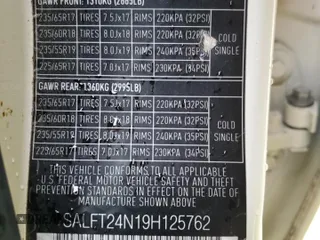 GAWR FRONT: 1310KG (2885LB)
235/65R17 TIRES 7.5Jx17 RIMS 220KPA (32PSI)
235/60R18 TIRES 8.0Jx18 RIMS 220KPA (32PSI) COLD
235/55R19 TIRES 8.0Jx19 RIMS 240KPA (35PSI) SINGLE
225/65R17 TIRES 7.0Jx17 RIMS 230KPA (34PSI)
GAWR REAR: 1360KG (2995LB)
235/65R17 TIRES 7.5Jx17 RIMS 220KPA (32PSI)
235/60R18 TIRES 8.0Jx18 RIMS 220KPA (32PSI) COLD
235/55R19 TIRES 8.0Jx19 RIMS 240KPA (35PSI) SINGLE
225/65R17 TIRES 7.0Jx17 RIMS 230KPA (34PSI)
THIS VEHICLE CONFORMS TO ALL APPLICABLE
U.S FEDERAL MOTOR VEHICLE SAFETY AND THEFT
PREVENTION STANDARDS IN EFFECT ON THE DATE OF
MANUFACTURE SHOWN ABOVE.
SALFT24N19H125762